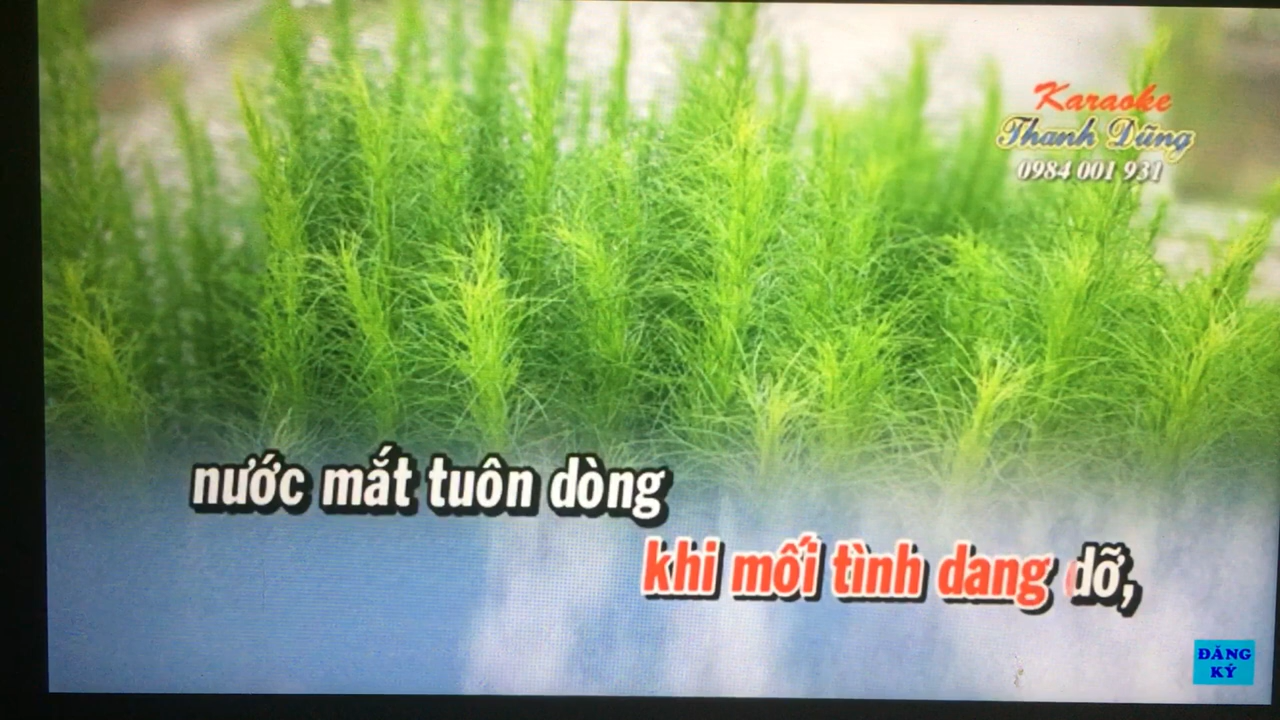 Karaoke
Thanh Dũng
0984 001 931
nước mắt tuôn dòng
khi mối tình dang dỡ,
ĐĂNG
KÝ